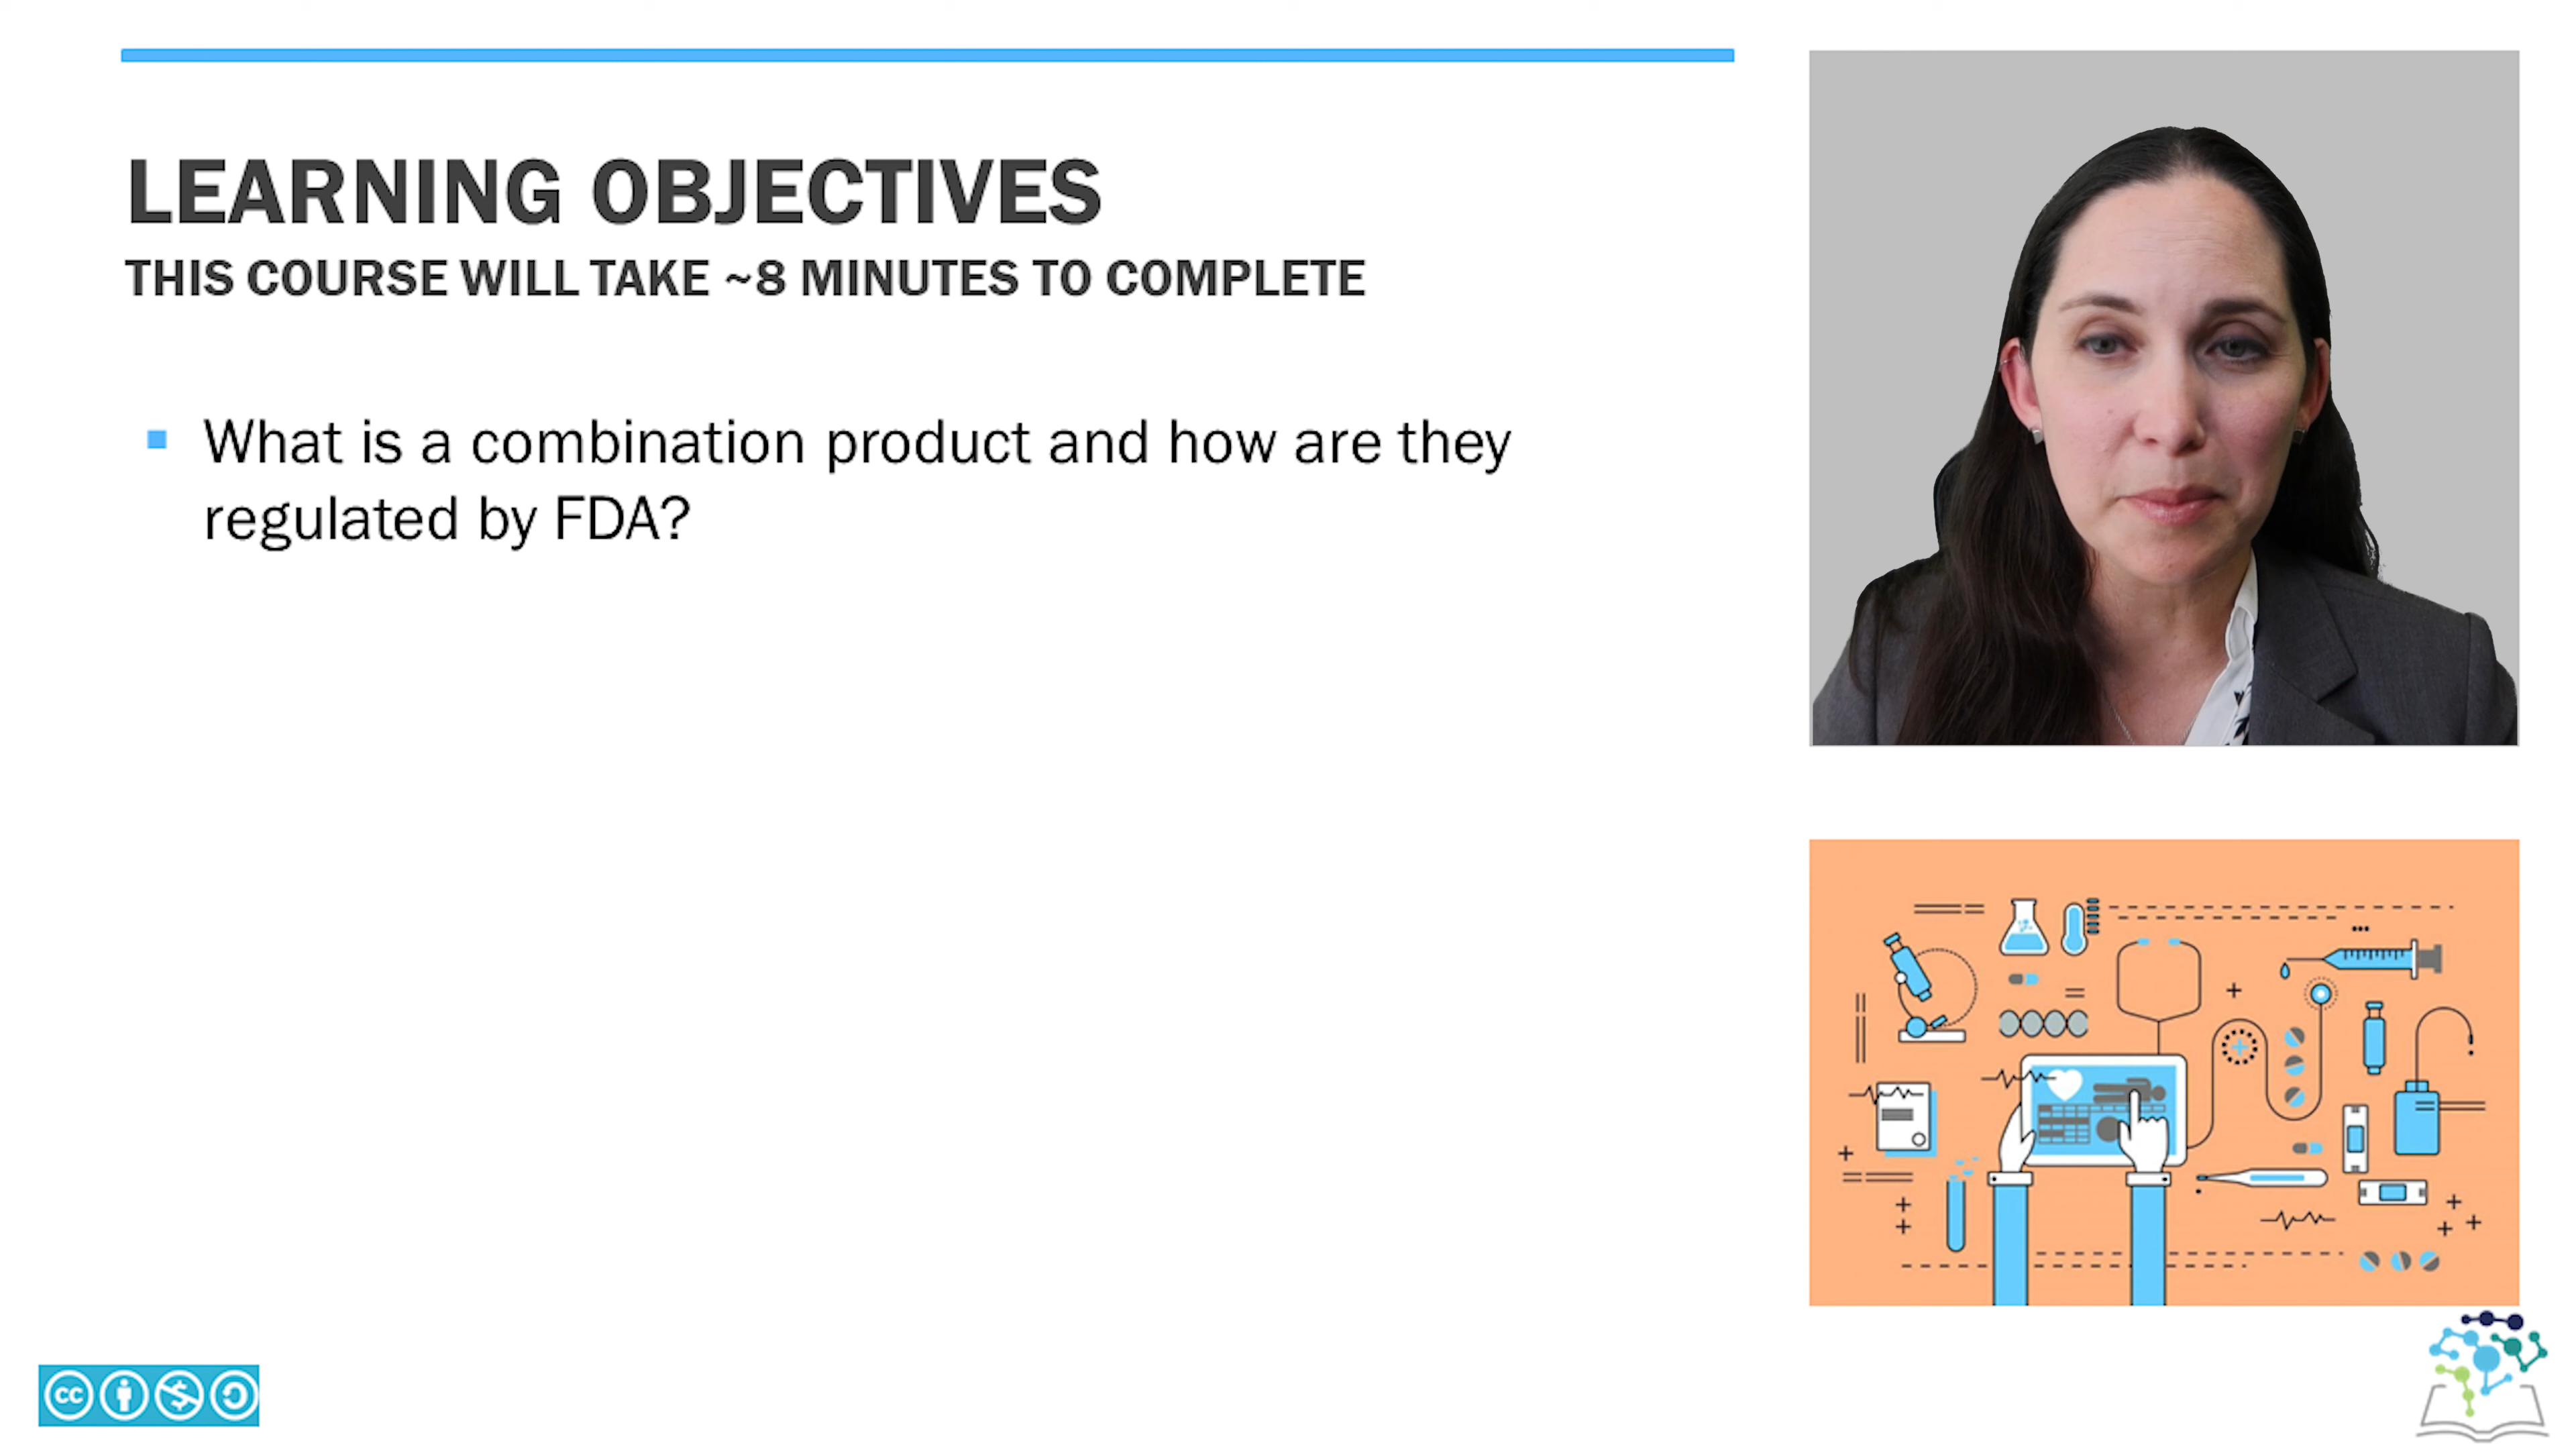 LEARNING OBJECTIVES
THIS COURSE WILL TAKE ~8 MINUTES TO COMPLETE
What is a combination product and how are they
regulated by FDA?
cc